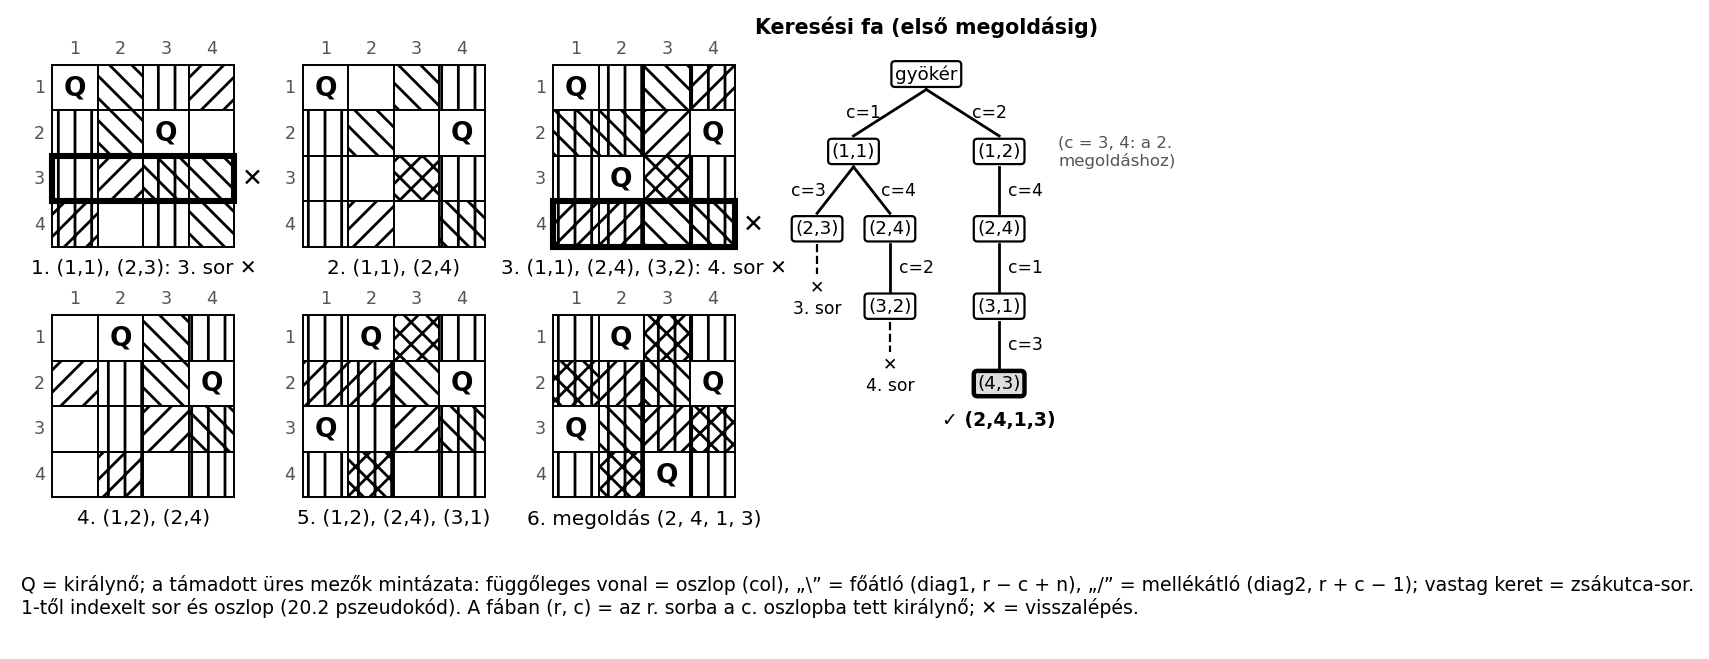 Keresési fa (első megoldásig)
1 2 3 4
1 Q
2 Q
3 ✕
4
1. (1,1), (2,3): 3. sor ✕
1 2 3 4
1 Q
2 Q
3
4
2. (1,1), (2,4)
1 2 3 4
1 Q
2 Q
3 Q
4 ✕
3. (1,1), (2,4), (3,2): 4. sor ✕
1 2 3 4
1 Q
2 Q
3
4
4. (1,2), (2,4)
1 2 3 4
1 Q
2 Q
3 Q
4
5. (1,2), (2,4), (3,1)
1 2 3 4
1 Q
2 Q
3 Q
4 Q
6. megoldás (2, 4, 1, 3)
gyökér
c=1 c=2
(1,1) (1,2)
(c = 3, 4: a 2.
megoldáshoz)
c=3 c=4 c=4
(2,3) (2,4) (2,4)
c=2 c=1
✕
3. sor
(3,2) (3,1)
c=3
✕
4. sor
(4,3)
✓ (2,4,1,3)
Q = királynő; a támadott üres mezők mintázata: függőleges vonal = oszlop (col), „\” = főátló (diag1, r − c + n), „/” = mellékátló (diag2, r + c − 1); vastag keret = zsákutca-sor.
1-től indexelt sor és oszlop (20.2 pszeudokód). A fában (r, c) = az r. sorba a c. oszlopba tett királynő; ✕ = visszalépés.